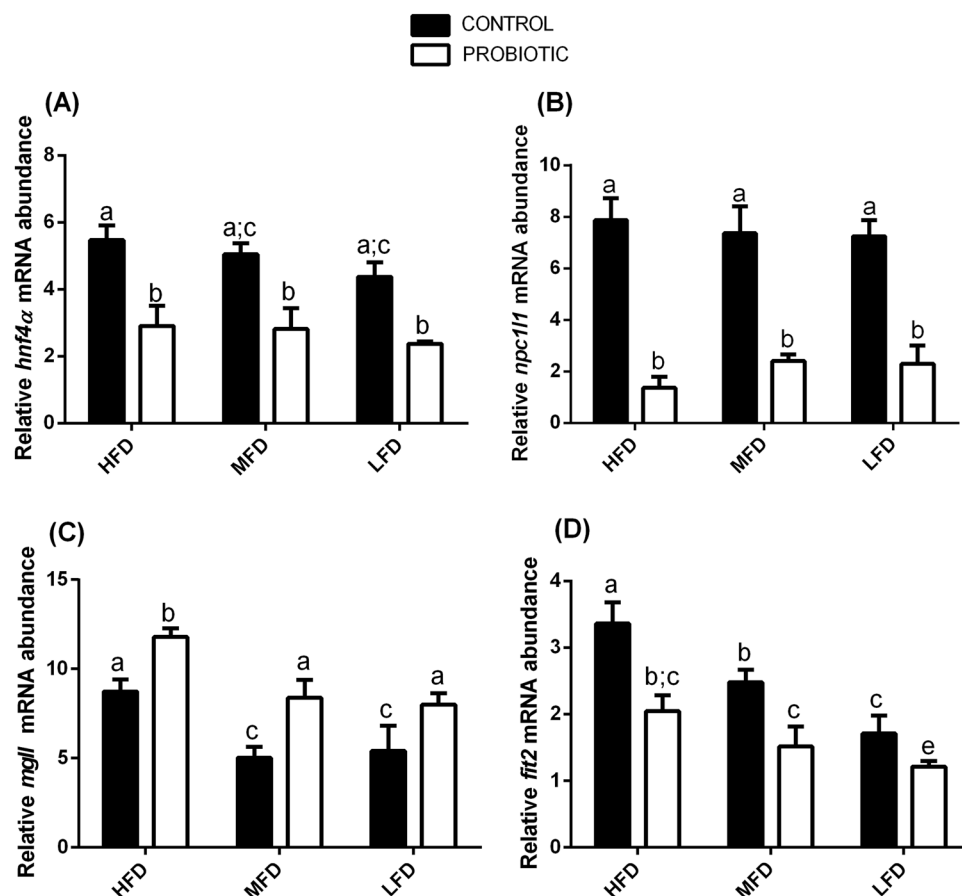 CONTROL
PROBIOTIC
(A)
Relative hnf4α mRNA abundance
8
6
4
2
0
a
b
a;c
b
a;c
b
HFD
MFD
LFD
(B)
Relative npc1l1 mRNA abundance
10
8
6
4
2
0
a
b
a
b
a
b
HFD
MFD
LFD
(C)
Relative mgll mRNA abundance
15
10
5
0
a
b
c
a
c
a
HFD
MFD
LFD
(D)
Relative fit2 mRNA abundance
4
3
2
1
0
a
b;c
b
c
c
e
HFD
MFD
LFD